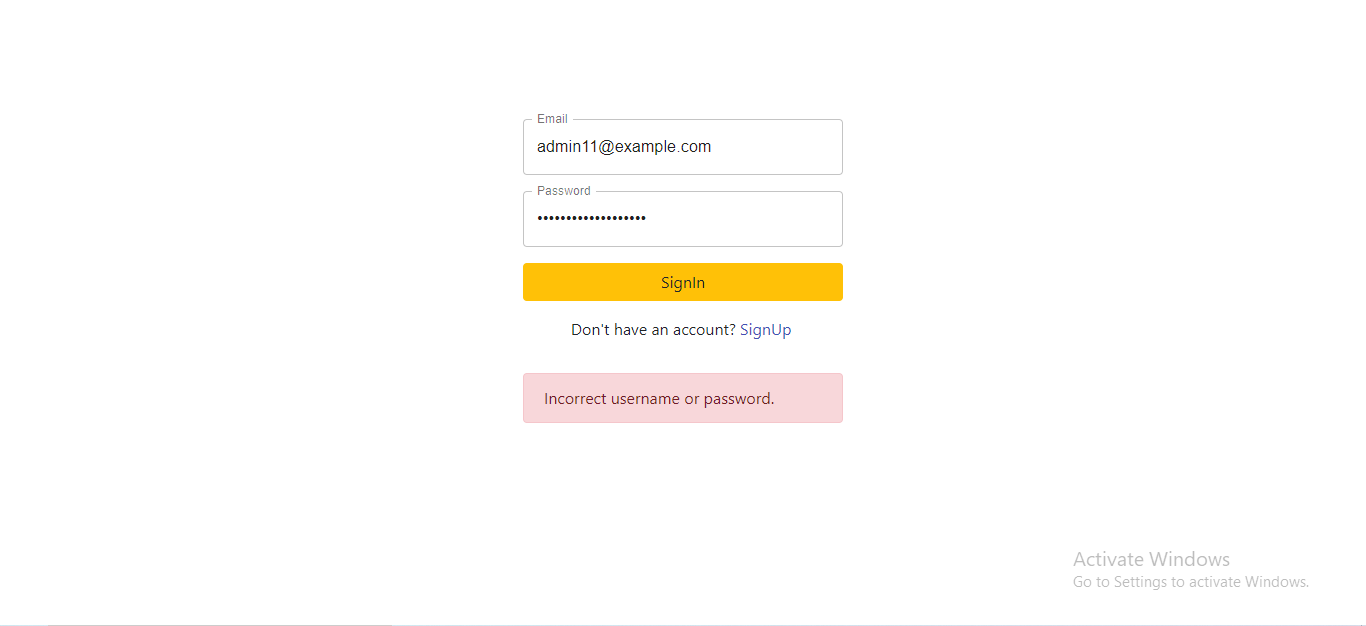 Email
admin11@example.com
Password
•••••••••••••••••••
SignIn
Don't have an account? SignUp
Incorrect username or password.
Activate Windows
Go to Settings to activate Windows.